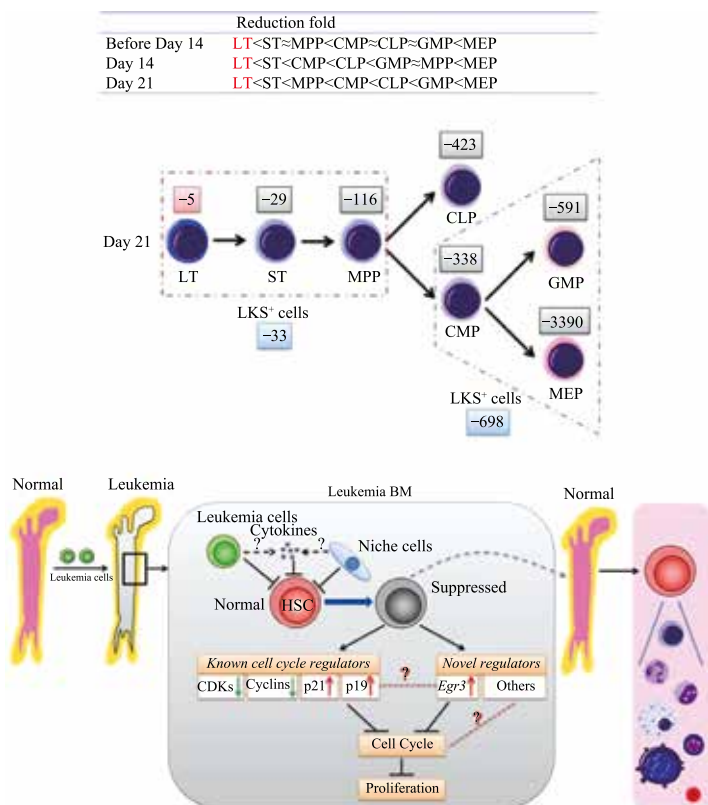 Reduction fold
Before Day 14 LT<ST≈MPP<CMP≈CLP≈GMP<MEP
Day 14 LT<ST<CMP<CLP<GMP≈MPP<MEP
Day 21 LT<ST<MPP<CMP<CLP<GMP<MEP
−423
−5 −29 −116
CLP
−591
Day 21
−338
LT ST MPP
GMP
LKS⁺ cells
−33
CMP
−3390
MEP
LKS⁺ cells
−698
Normal Leukemia Normal
Leukemia BM
Leukemia cells
Cytokines
? ?
Niche cells
Leukemia cells
Normal HSC Suppressed
Known cell cycle regulators Novel regulators
CDKs Cyclins p21 p19 ? Egr3 Others
?
Cell Cycle
Proliferation